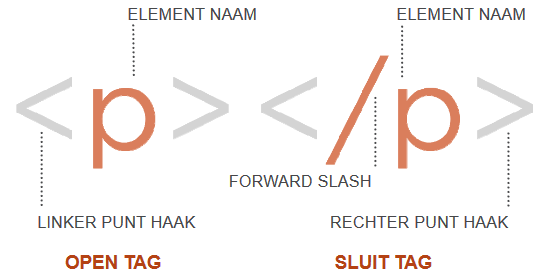 ELEMENT NAAM
ELEMENT NAAM
<p>
</p>
FORWARD SLASH
LINKER PUNT HAAK
RECHTER PUNT HAAK
OPEN TAG
SLUIT TAG